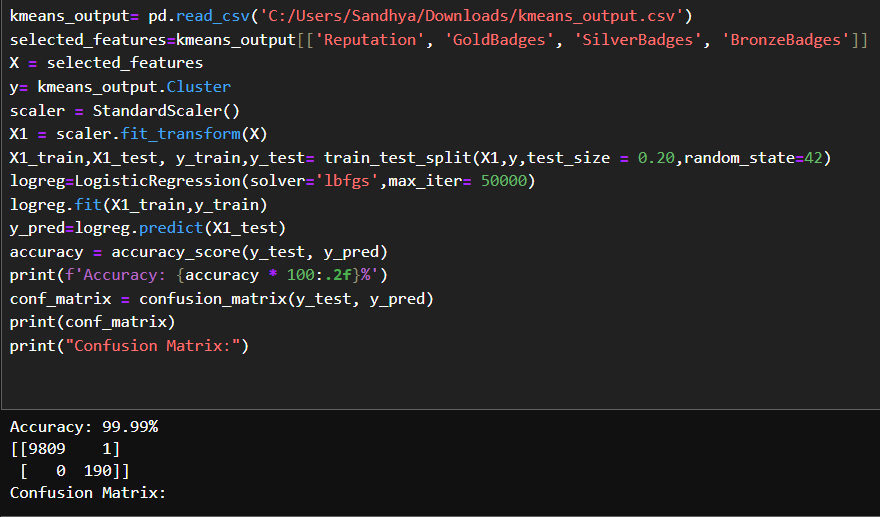 kmeans_output= pd.read_csv('C:/Users/Sandhya/Downloads/kmeans_output.csv')
selected_features=kmeans_output[['Reputation', 'GoldBadges', 'SilverBadges', 'BronzeBadges']]
X = selected_features
y= kmeans_output.Cluster
scaler = StandardScaler()
X1 = scaler.fit_transform(X)
X1_train,X1_test, y_train,y_test= train_test_split(X1,y,test_size = 0.20,random_state=42)
logreg=LogisticRegression(solver='lbfgs',max_iter= 50000)
logreg.fit(X1_train,y_train)
y_pred=logreg.predict(X1_test)
accuracy = accuracy_score(y_test, y_pred)
print(f'Accuracy: {accuracy * 100:.2f}%')
conf_matrix = confusion_matrix(y_test, y_pred)
print(conf_matrix)
print("Confusion Matrix:")
Accuracy: 99.99%
[[9809    1]
 [   0  190]]
Confusion Matrix: